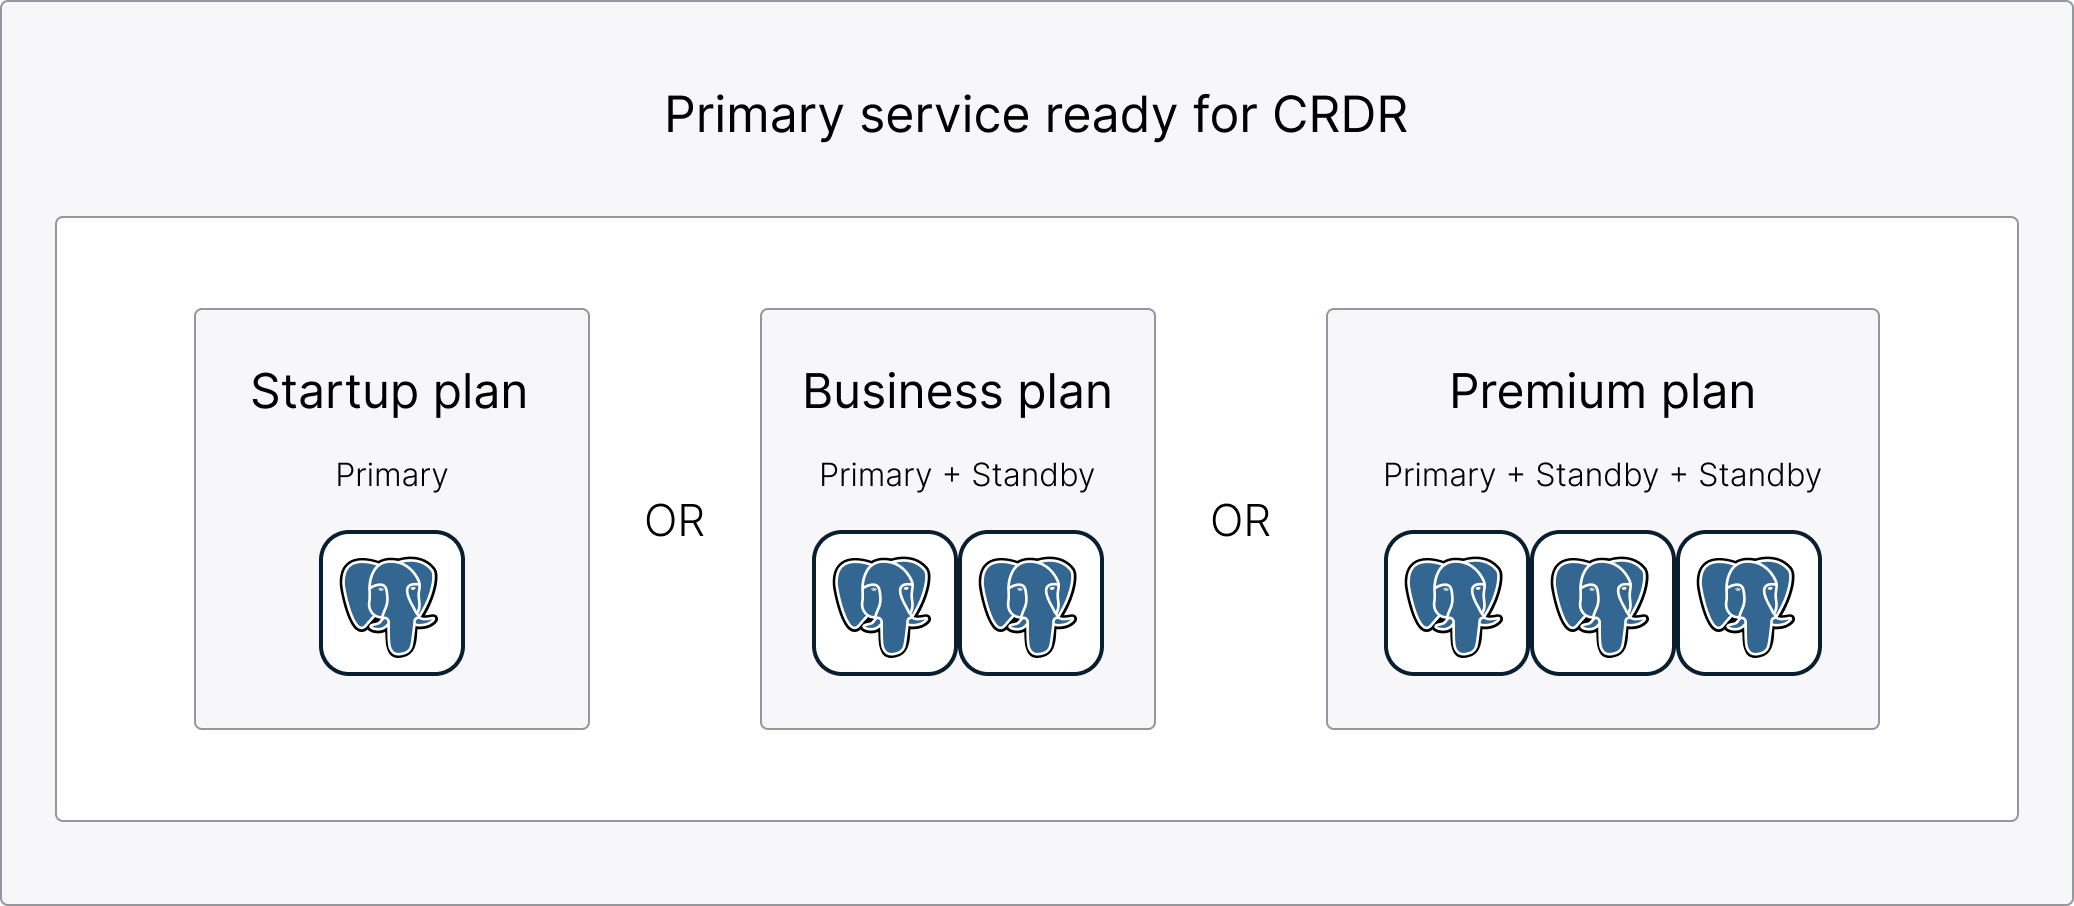 Primary service ready for CRDR
Startup plan
Primary
OR
Business plan
Primary + Standby
OR
Premium plan
Primary + Standby + Standby